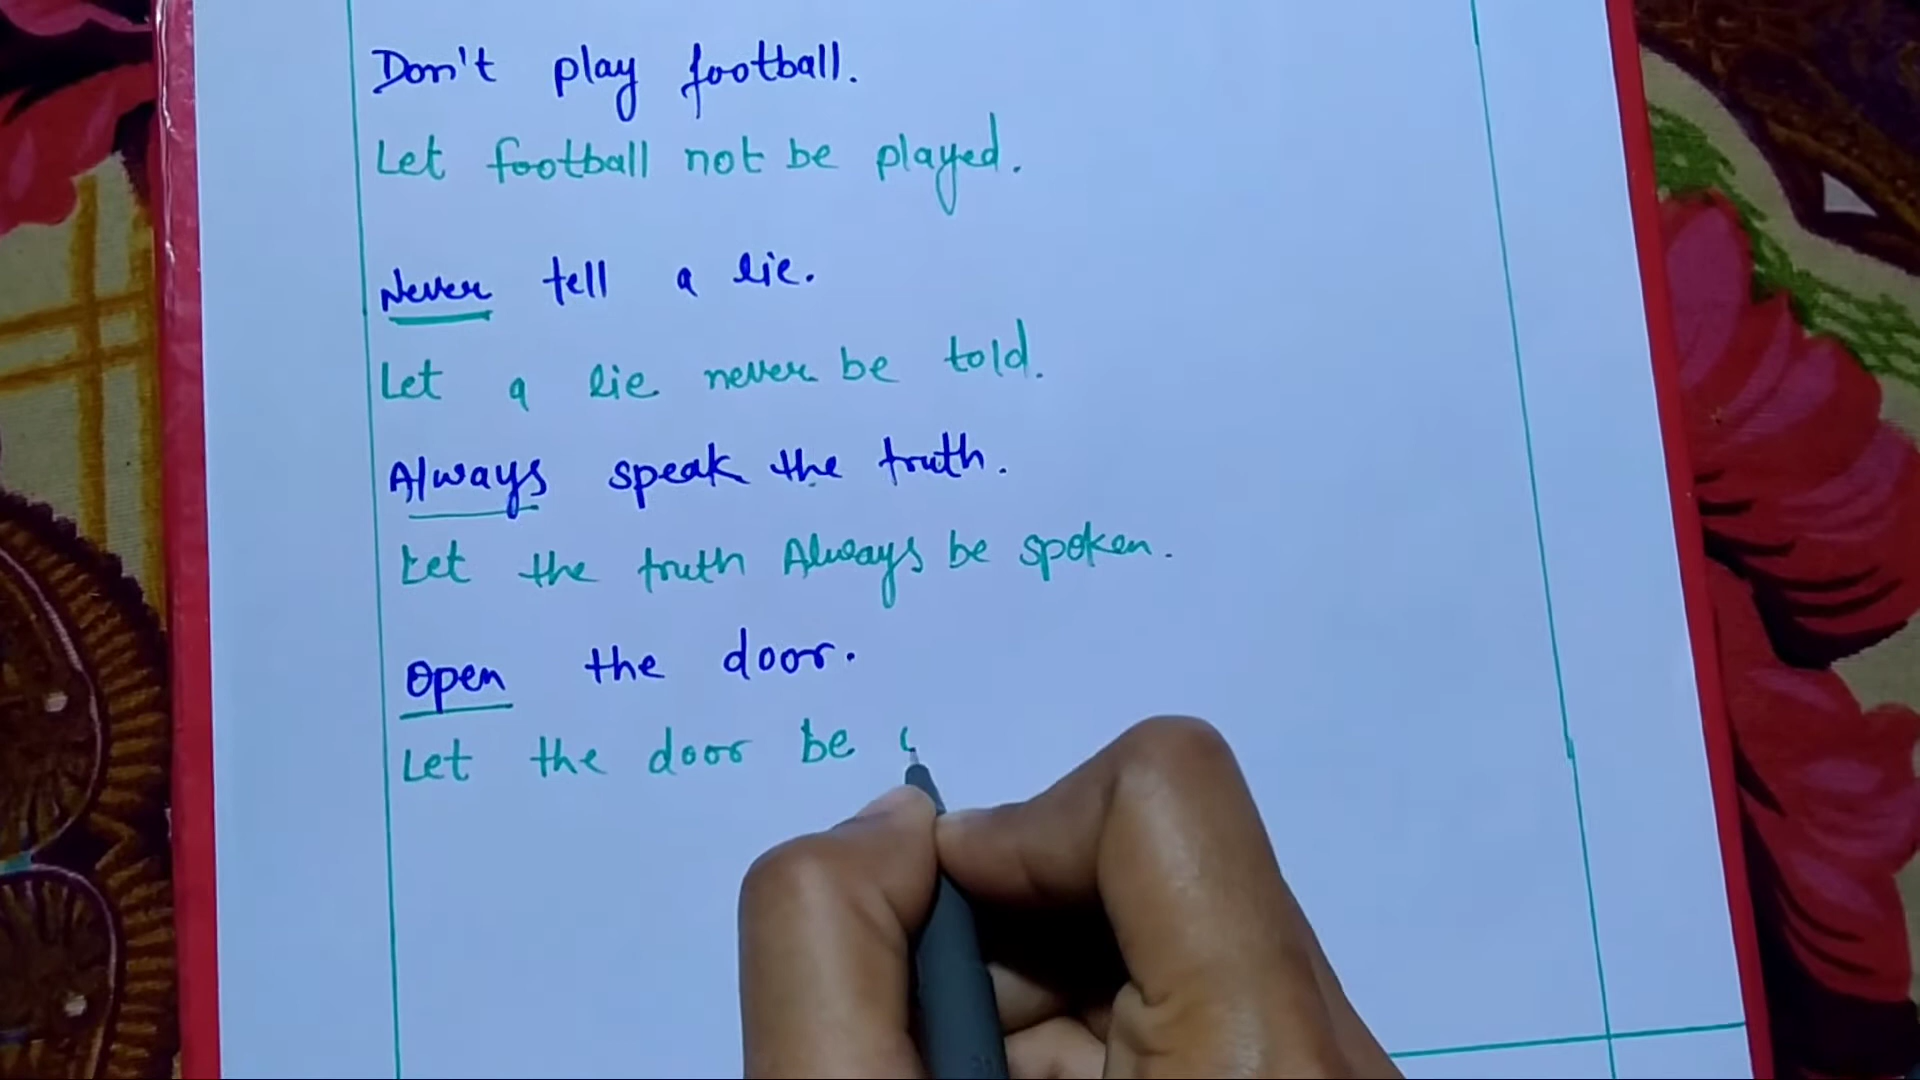 Don't play football.
Let football not be played.
Never tell a lie.
Let a lie never be told.
Always speak the truth.
Let the truth Always be spoken.
Open the door.
Let the door be